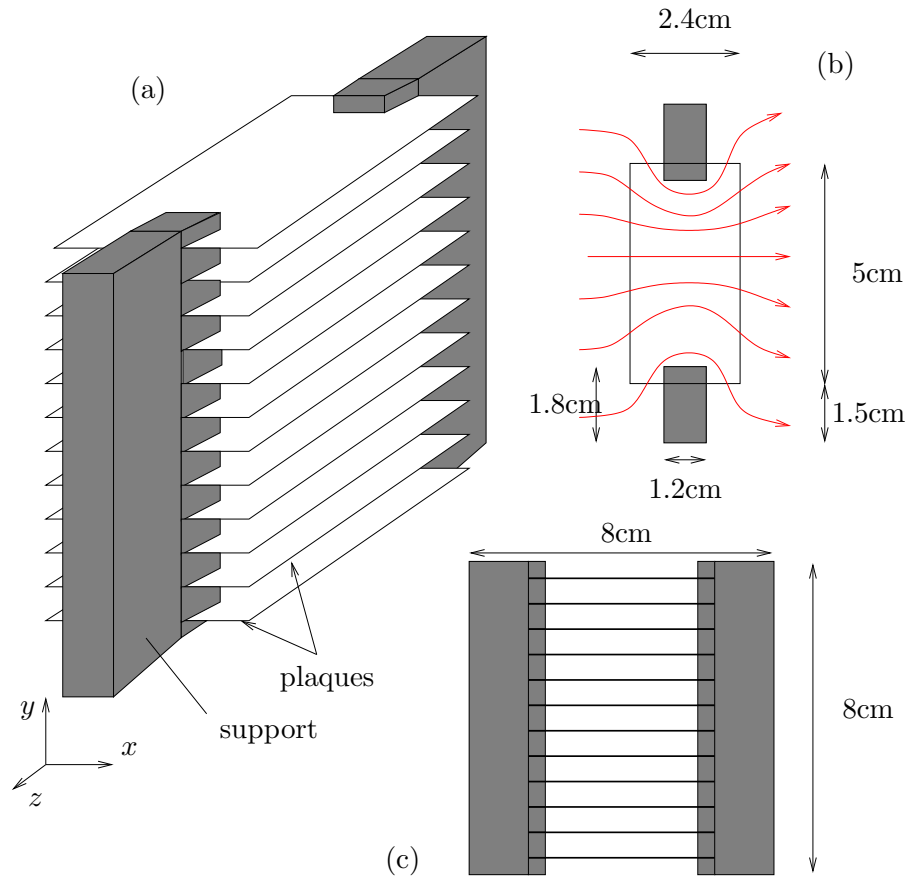 2.4cm
(a)
(b)
5cm
1.8cm
1.5cm
1.2cm
8cm
plaques
support
y
x
8cm
z
(c)